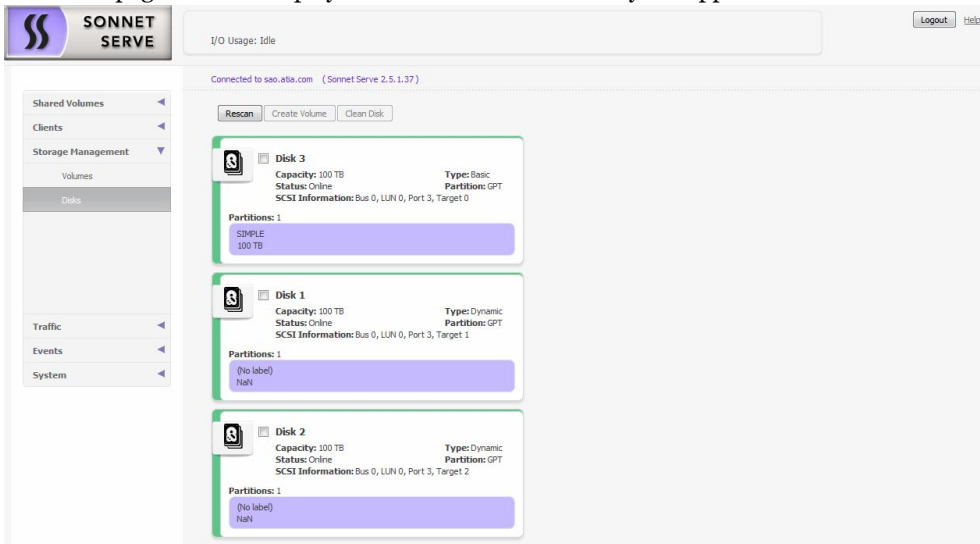 SONNET
SERVE
I/O Usage: Idle
Logout Help
Connected to sao.atia.com (Sonnet Serve 2.5.1.37)
Shared Volumes
Clients
Storage Management
Volumes
Disks
Traffic
Events
System
Rescan Create Volume Clean Disk
Disk 3
Capacity: 100 TB Type: Basic
Status: Online Partition: GPT
SCSI Information: Bus 0, LUN 0, Port 3, Target 0
Partitions: 1
SIMPLE
100 TB
Disk 1
Capacity: 100 TB Type: Dynamic
Status: Online Partition: GPT
SCSI Information: Bus 0, LUN 0, Port 3, Target 1
Partitions: 1
(No label)
NaN
Disk 2
Capacity: 100 TB Type: Dynamic
Status: Online Partition: GPT
SCSI Information: Bus 0, LUN 0, Port 3, Target 2
Partitions: 1
(No label)
NaN